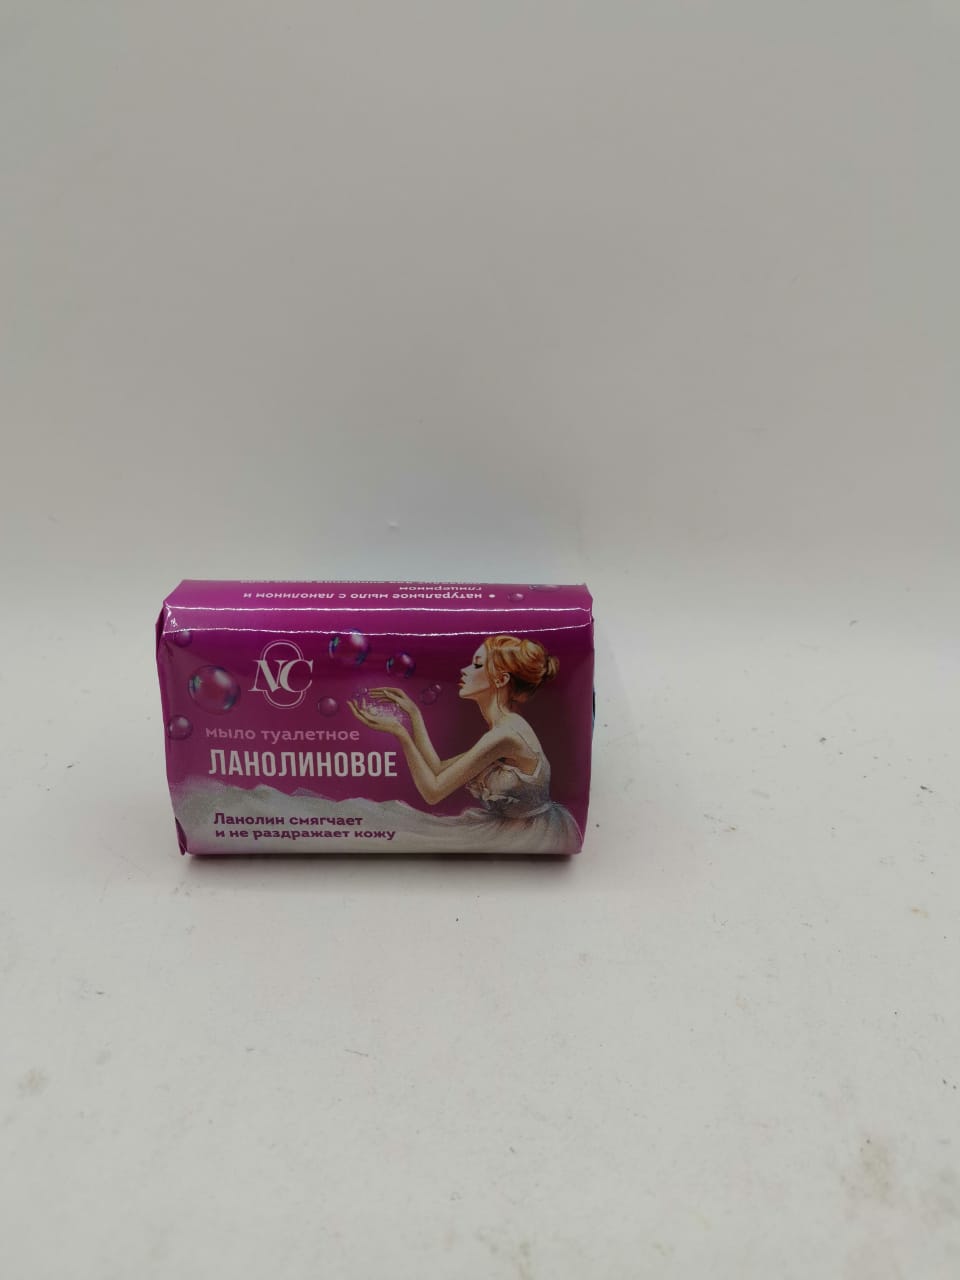 • натуральное мыло с ланолином и
глицерином
NC
мыло туалетное
ЛАНОЛИНОВОЕ
Ланолин смягчает
и не раздражает кожу